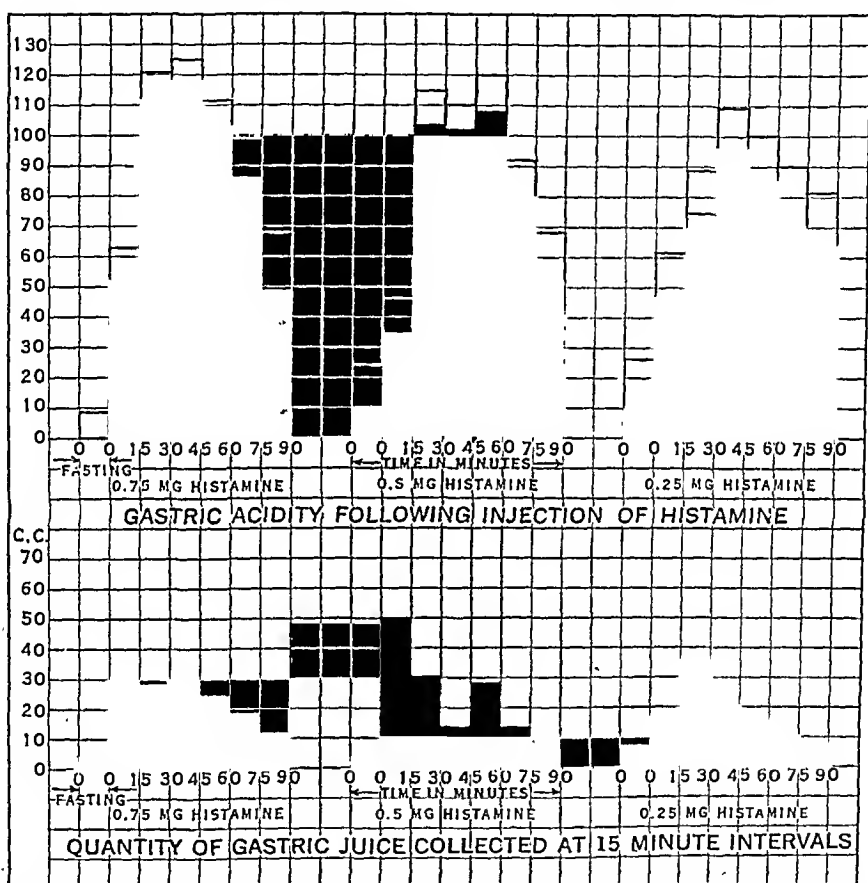 130
120
110
100
90
80
70
60
50
40
30
20
10
0
0 0 15 30 45 60 75 90 0 0 15 30 45 60 75 90 0 0 15 30 45 60 75 90
FASTING TIME IN MINUTES
0.75 MG HISTAMINE 0.5 MG HISTAMINE 0.25 MG HISTAMINE
GASTRIC ACIDITY FOLLOWING INJECTION OF HISTAMINE
C.C.
70
60
50
40
30
20
10
0
0 0 15 30 45 60 75 90 0 0 15 30 45 60 75 90 0 0 15 30 45 60 75 90
FASTING TIME IN MINUTES
0.75 MG HISTAMINE 0.5 MG HISTAMINE 0.25 MG HISTAMINE
QUANTITY OF GASTRIC JUICE COLLECTED AT 15 MINUTE INTERVALS